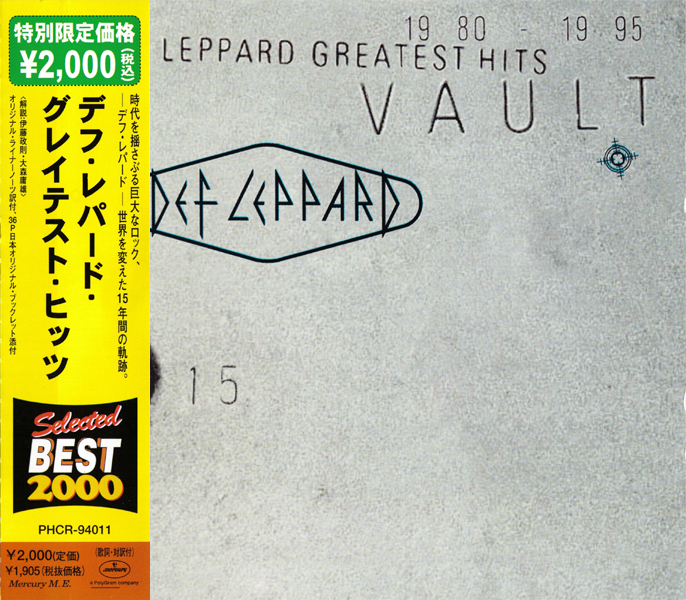 特別限定価格
¥2,000(税込)
時代を揺さぶる巨大なロック、
—デフ・レパード— 世界を変えた15年間の軌跡。
デフ・レパード・
グレイテスト・ヒッツ
〈解説・伊藤政則・大森庸雄〉
オリジナル・ライナーノーツ訳付、36P日本オリジナル・ブックレット添付
Selected
BEST
2000
PHCR-94011
¥2,000(定価)
¥1,905(税抜価格)
(歌詞・対訳付)
Mercury M.E.
mercury
a PolyGram company
19 80 - 19 95
LEPPARD GREATEST HITS
VAULT
DEF LEPPARD
15